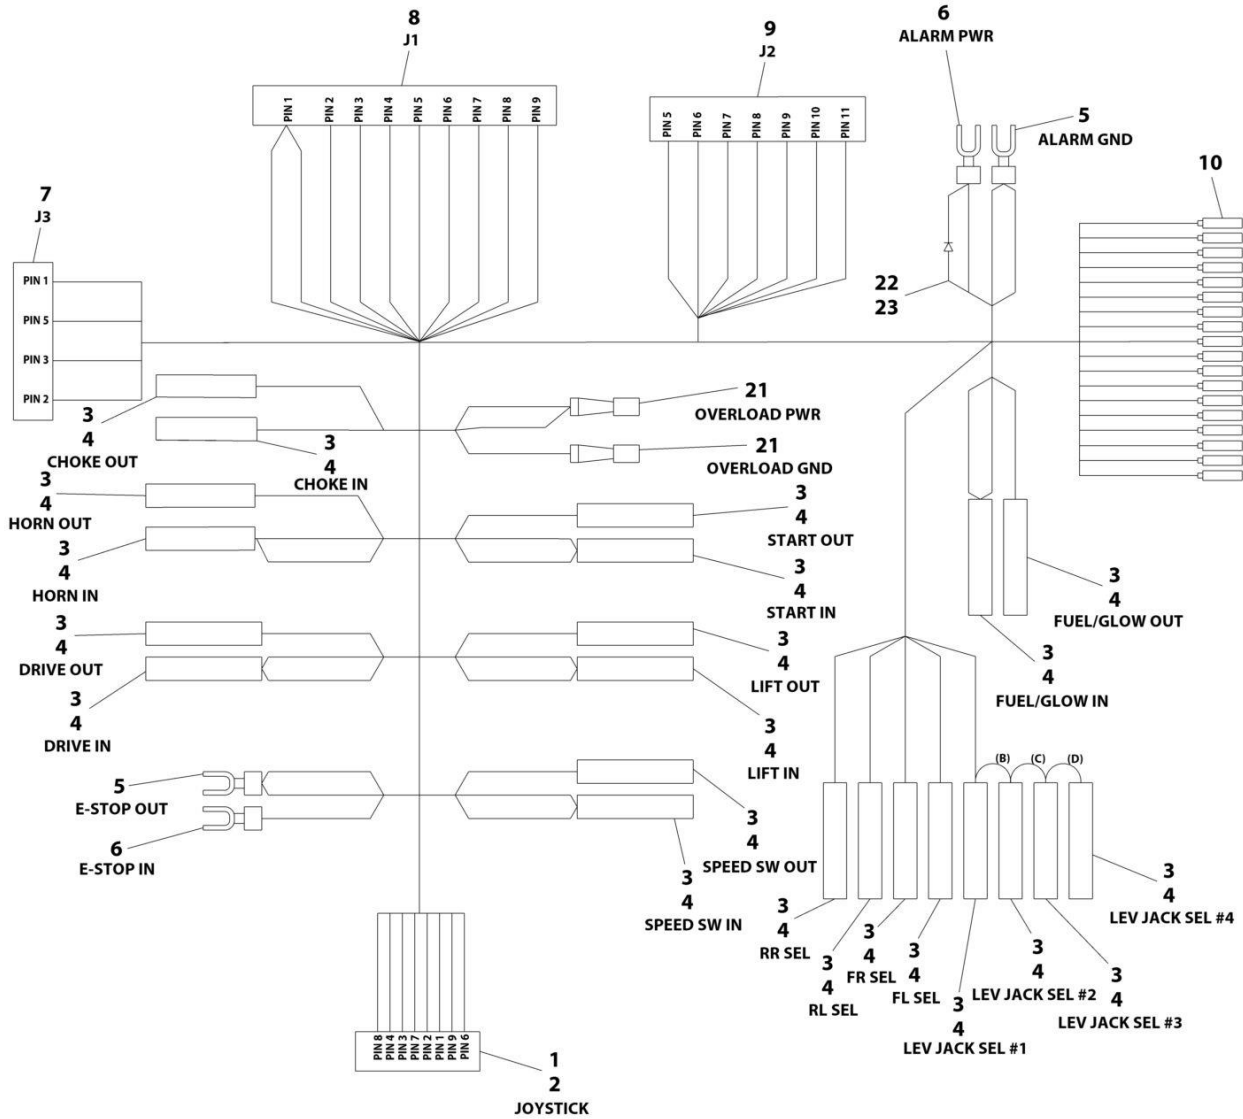 8
J1
PIN 1
PIN 2
PIN 3
PIN 4
PIN 5
PIN 6
PIN 7
PIN 8
PIN 9
9
J2
PIN 5
PIN 6
PIN 7
PIN 8
PIN 9
PIN 10
PIN 11
6
ALARM PWR
5
ALARM GND
10
7
J3
PIN 1
PIN 5
PIN 3
PIN 2
22
23
3
4
CHOKE OUT
3
4
CHOKE IN
21
OVERLOAD PWR
21
OVERLOAD GND
3
4
HORN OUT
3
4
HORN IN
3
4
START OUT
3
4
START IN
3
4
FUEL/GLOW OUT
3
4
FUEL/GLOW IN
3
4
DRIVE OUT
3
4
DRIVE IN
3
4
LIFT OUT
3
4
LIFT IN
5
E-STOP OUT
6
E-STOP IN
3
4
SPEED SW OUT
3
4
SPEED SW IN
(B)
(C)
(D)
3
4
RR SEL
3
4
RL SEL
3
4
FR SEL
3
4
FL SEL
3
4
LEV JACK SEL #1
3
4
LEV JACK SEL #2
3
4
LEV JACK SEL #3
3
4
LEV JACK SEL #4
PIN 8
PIN 4
PIN 3
PIN 7
PIN 2
PIN 1
PIN 9
PIN 6
1
2
JOYSTICK